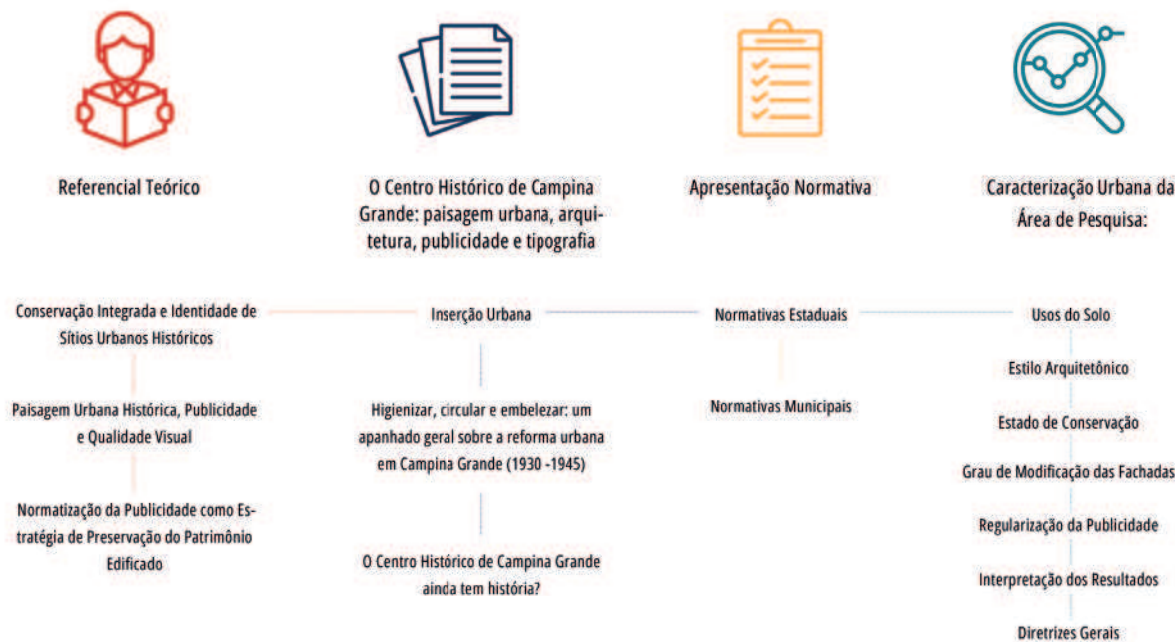 Referencial Teórico
O Centro Histórico de Campina
Grande: paisagem urbana, arqui-
tetura, publicidade e tipografia
Apresentação Normativa
Caracterização Urbana da
Área de Pesquisa:
Conservação Integrada e Identidade de
Sítios Urbanos Históricos
Paisagem Urbana Histórica, Publicidade
e Qualidade Visual
Normatização da Publicidade como Es-
tratégia de Preservação do Patrimônio
Edificado
Inserção Urbana
Higienizar, circular e embelezar: um
apanhado geral sobre a reforma urbana
em Campina Grande (1930 -1945)
O Centro Histórico de Campina Grande
ainda tem história?
Normativas Estaduais
Normativas Municipais
Usos do Solo
Estilo Arquitetônico
Estado de Conservação
Grau de Modificação das Fachadas
Regularização da Publicidade
Interpretação dos Resultados
Diretrizes Gerais